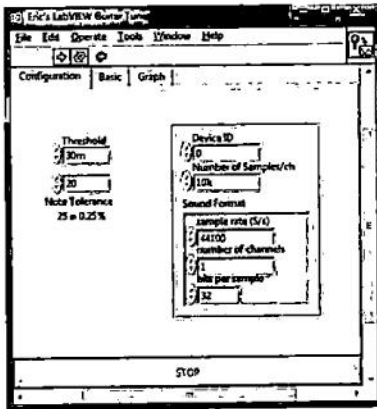 Eric's LabVIEW Guitar Tuner
File Edit Operate Tools Window Help
Configuration Basic Graph
Threshold
30m
20
Note Tolerance
25 = 0.25%
Device ID
0
Number of Samples/ch
10k
Sound Format
sample rate (S/s)
44100
number of channels
1
bits per sample
32
STOP